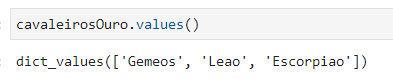 cavaleirosOuro.values()
dict_values(['Gemeos', 'Leao', 'Escorpiao'])